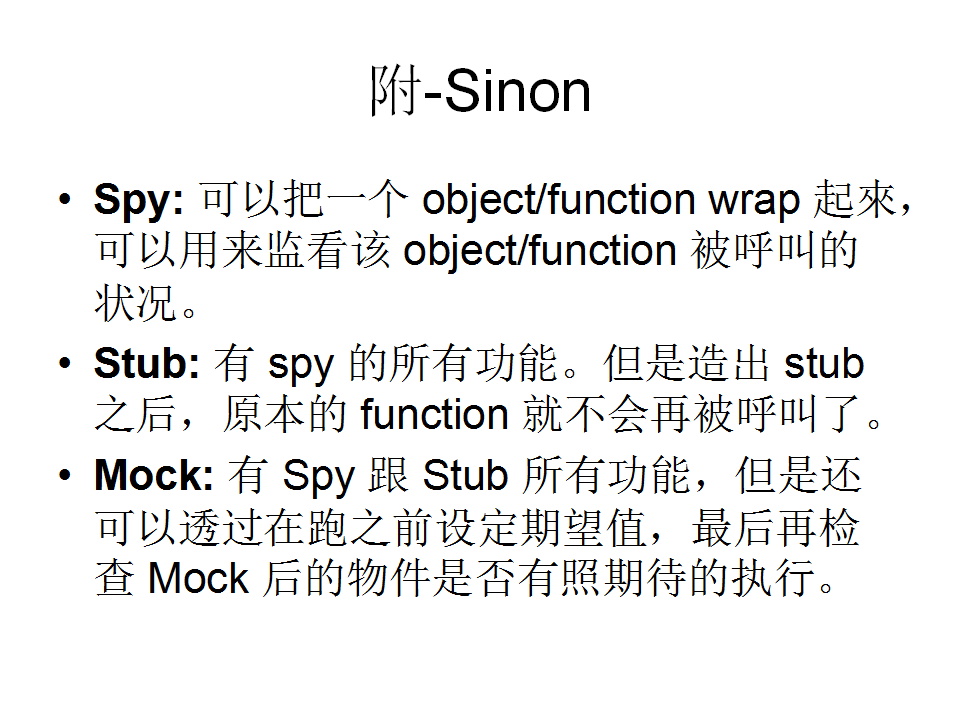 附-Sinon
• Spy: 可以把一个 object/function wrap 起來，
可以用来监看该 object/function 被呼叫的
状况。
• Stub: 有 spy 的所有功能。但是造出 stub
之后，原本的 function 就不会再被呼叫了。
• Mock: 有 Spy 跟 Stub 所有功能，但是还
可以透过在跑之前设定期望值，最后再检
查 Mock 后的物件是否有照期待的执行。